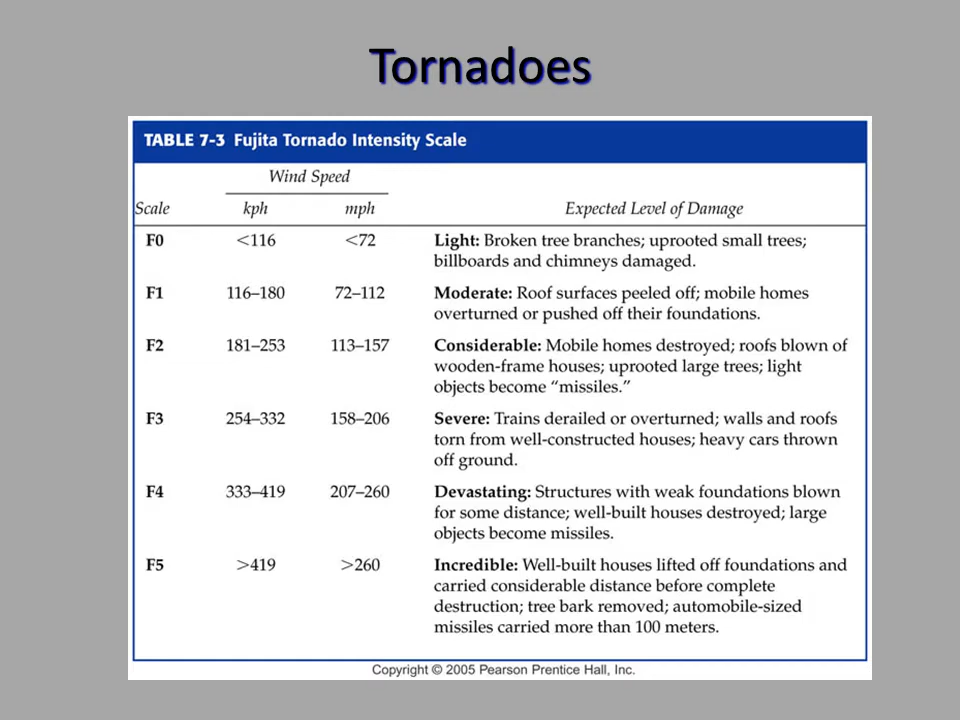 Tornadoes
TABLE 7-3 Fujita Tornado Intensity Scale
Wind Speed
Scale kph mph Expected Level of Damage
F0 <116 <72 Light: Broken tree branches; uprooted small trees;
billboards and chimneys damaged.
F1 116–180 72–112 Moderate: Roof surfaces peeled off; mobile homes
overturned or pushed off their foundations.
F2 181–253 113–157 Considerable: Mobile homes destroyed; roofs blown of
wooden-frame houses; uprooted large trees; light
objects become “missiles.”
F3 254–332 158–206 Severe: Trains derailed or overturned; walls and roofs
torn from well-constructed houses; heavy cars thrown
off ground.
F4 333–419 207–260 Devastating: Structures with weak foundations blown
for some distance; well-built houses destroyed; large
objects become missiles.
F5 >419 >260 Incredible: Well-built houses lifted off foundations and
carried considerable distance before complete
destruction; tree bark removed; automobile-sized
missiles carried more than 100 meters.
Copyright © 2005 Pearson Prentice Hall, Inc.